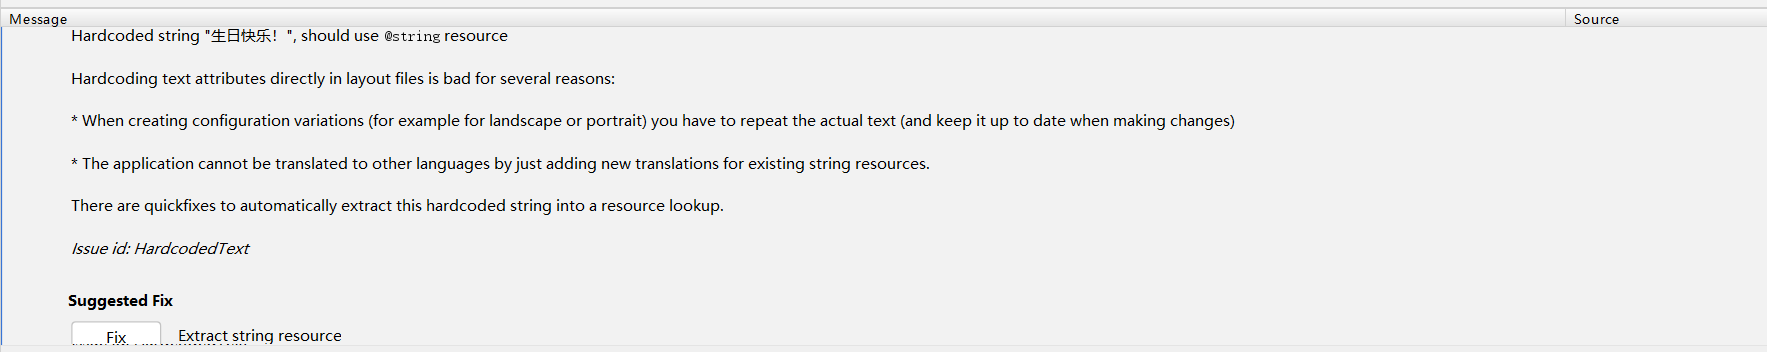 Message Source
Hardcoded string "生日快乐！", should use @string resource
Hardcoding text attributes directly in layout files is bad for several reasons:
* When creating configuration variations (for example for landscape or portrait) you have to repeat the actual text (and keep it up to date when making changes)
* The application cannot be translated to other languages by just adding new translations for existing string resources.
There are quickfixes to automatically extract this hardcoded string into a resource lookup.
Issue id: HardcodedText
Suggested Fix
Fix Extract string resource